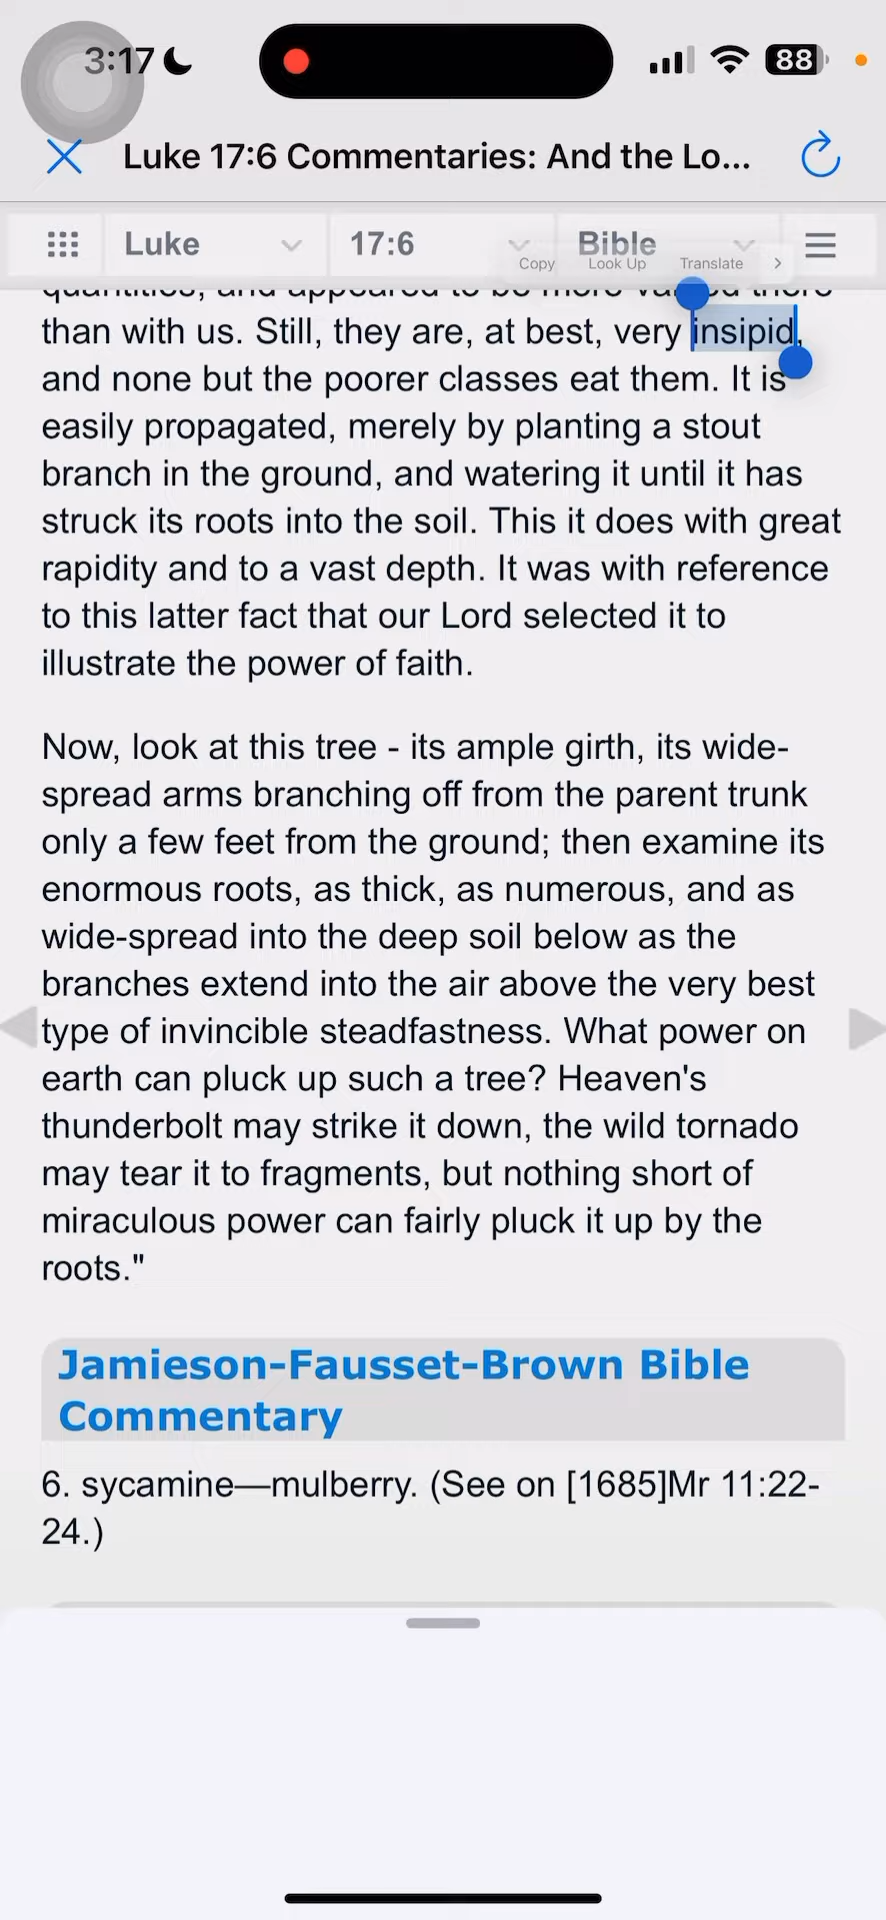 3:17
88
Luke 17:6 Commentaries: And the Lo...
Luke 17:6 Bible
Copy Look Up Translate
quantities, and appeared to be more
there
than with us. Still, they are, at best, very insipid,
and none but the poorer classes eat them. It is
easily propagated, merely by planting a stout
branch in the ground, and watering it until it has
struck its roots into the soil. This it does with great
rapidity and to a vast depth. It was with reference
to this latter fact that our Lord selected it to
illustrate the power of faith.
Now, look at this tree - its ample girth, its wide-
spread arms branching off from the parent trunk
only a few feet from the ground; then examine its
enormous roots, as thick, as numerous, and as
wide-spread into the deep soil below as the
branches extend into the air above the very best
type of invincible steadfastness. What power on
earth can pluck up such a tree? Heaven's
thunderbolt may strike it down, the wild tornado
may tear it to fragments, but nothing short of
miraculous power can fairly pluck it up by the
roots."
Jamieson-Fausset-Brown Bible
Commentary
6. sycamine—mulberry. (See on [1685]Mr 11:22-
24.)